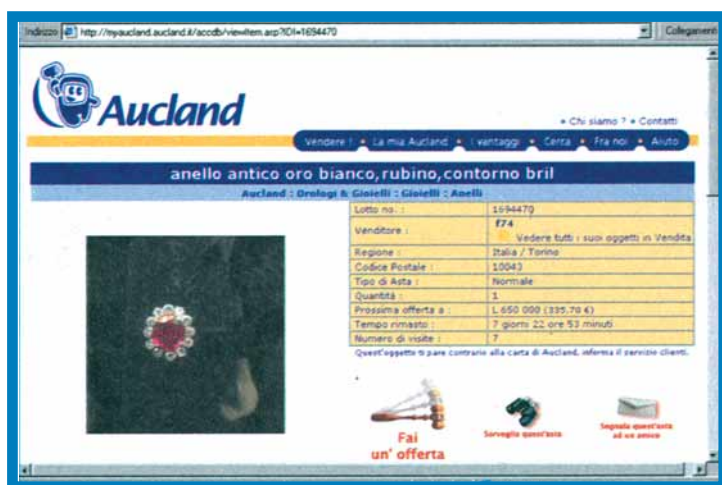 Indirizzo http://myaucland.aucland.it/accdb/viewitem.asp?IDI=1694470 Collegamenti
Aucland
• Chi siamo ? • Contatti
Vendere ! • La mia Aucland • I vantaggi • Cerca • Fra noi • Aiuto
anello antico oro bianco,rubino,contorno bril
Aucland : Orologi & Gioielli : Gioielli : Anelli
Lotto no. : 1694470
Venditore : f74
Vedere tutti i suoi oggetti in Vendita
Regione : Italia / Torino
Codice Postale : 10043
Tipo di Asta : Normale
Quantità : 1
Prossima offerta a : L.650 000 (335,70 €)
Tempo rimasto : 7 giorni 22 ore 53 minuti
Numero di visite : 7
Quest'oggetto ti pare contrario alla carta di Aucland, informa il servizio clienti.
Fai
un' offerta
Sorveglia quest'asta
Segnala quest'asta
ad un amico